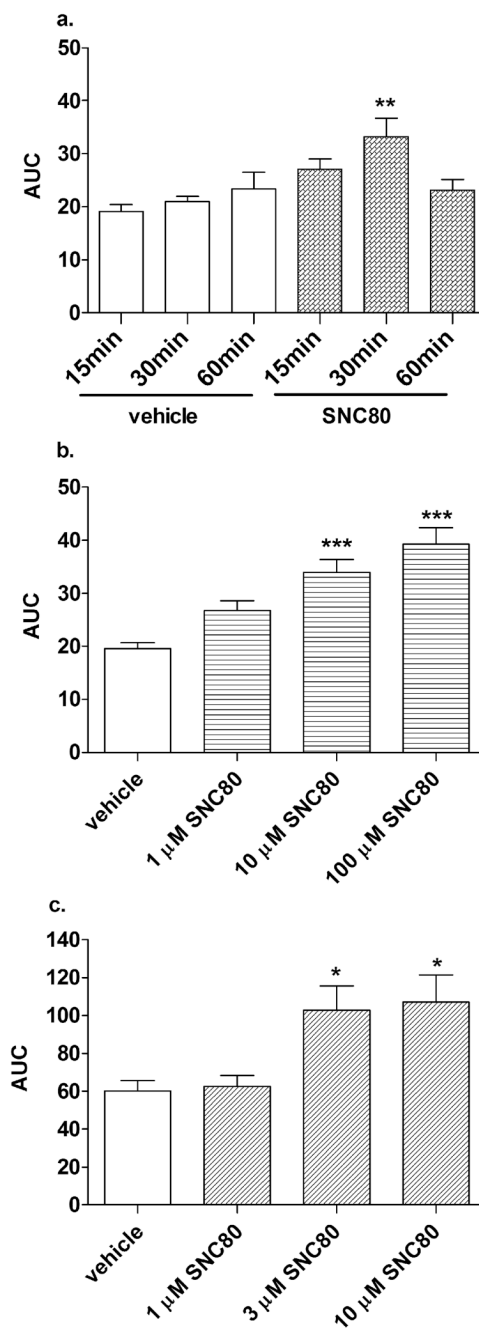 a.
50
40
30
20
10
0
AUC
**
15min 30min 60min 15min 30min 60min
vehicle SNC80
b.
50
40
30
20
10
0
AUC
*** ***
vehicle 1 μM SNC80 10 μM SNC80 100 μM SNC80
c.
140
120
100
80
60
40
20
0
AUC
* *
vehicle 1 μM SNC80 3 μM SNC80 10 μM SNC80